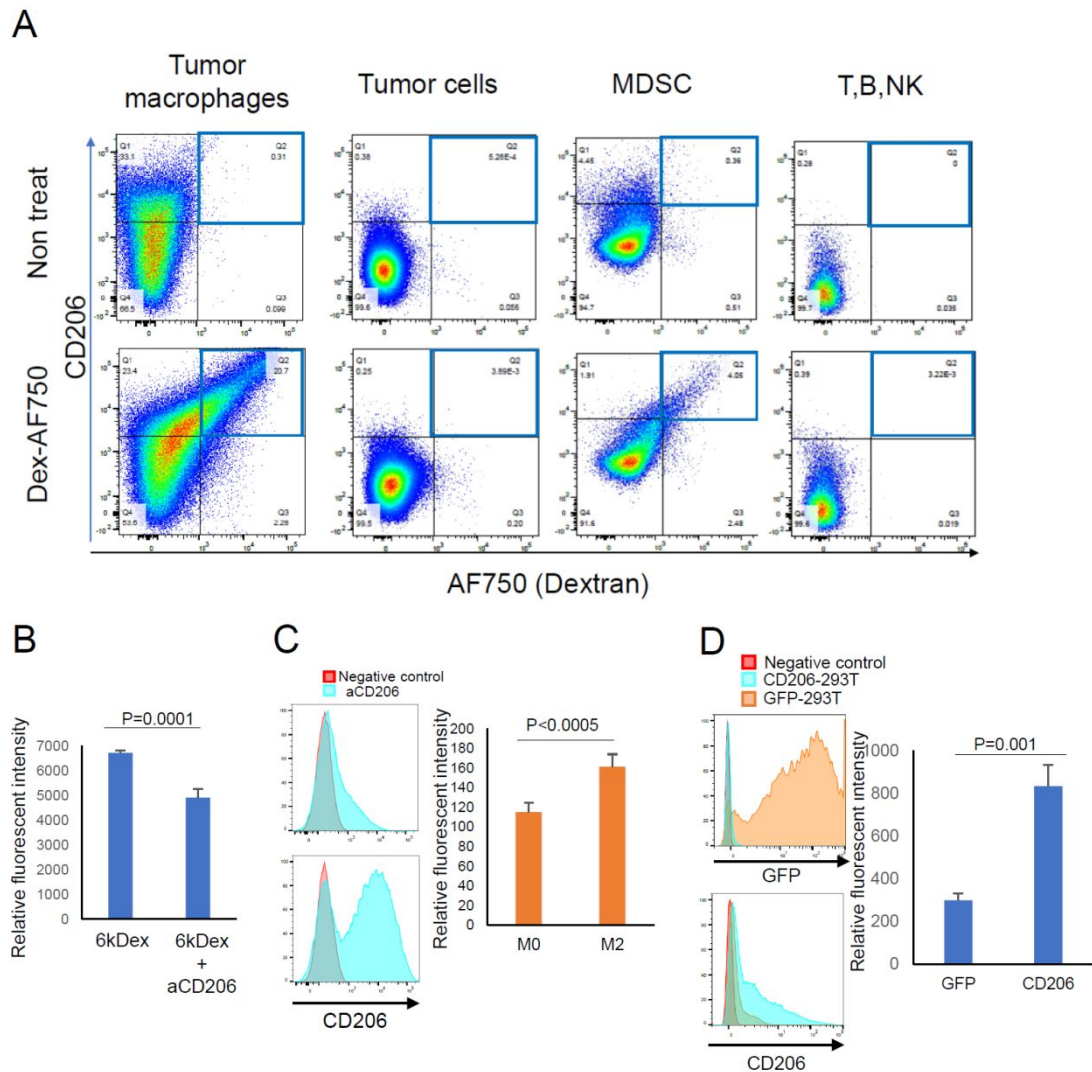 A
Tumor
macrophages
Tumor cells
MDSC
T,B,NK
Non treat
Q1
33.1
Q2
0.31
Q4
66.5
Q3
0.099
Q1
0.38
Q2
5.28E-4
Q4
99.6
Q3
0.056
Q1
4.45
Q2
0.36
Q4
94.7
Q3
0.51
Q1
0.28
Q2
0
Q4
99.7
Q3
0.035
CD206
Dex-AF750
Q1
23.4
Q2
20.7
Q4
53.6
Q3
2.28
Q1
0.25
Q2
3.89E-3
Q4
99.5
Q3
0.20
Q1
1.91
Q2
4.05
Q4
91.6
Q3
2.48
Q1
0.39
Q2
3.22E-3
Q4
99.6
Q3
0.019
AF750 (Dextran)
B
P=0.0001
Relative fluorescent intensity
7000
6000
5000
4000
3000
2000
1000
0
6kDex
6kDex
+
aCD206
C
Negative control
aCD206
CD206
P<0.0005
Relative fluorescent intensity
200
180
160
140
120
100
80
60
40
20
0
M0
M2
D
Negative control
CD206-293T
GFP-293T
GFP
CD206
P=0.001
Relative fluorescent intensity
1000
800
600
400
200
0
GFP
CD206